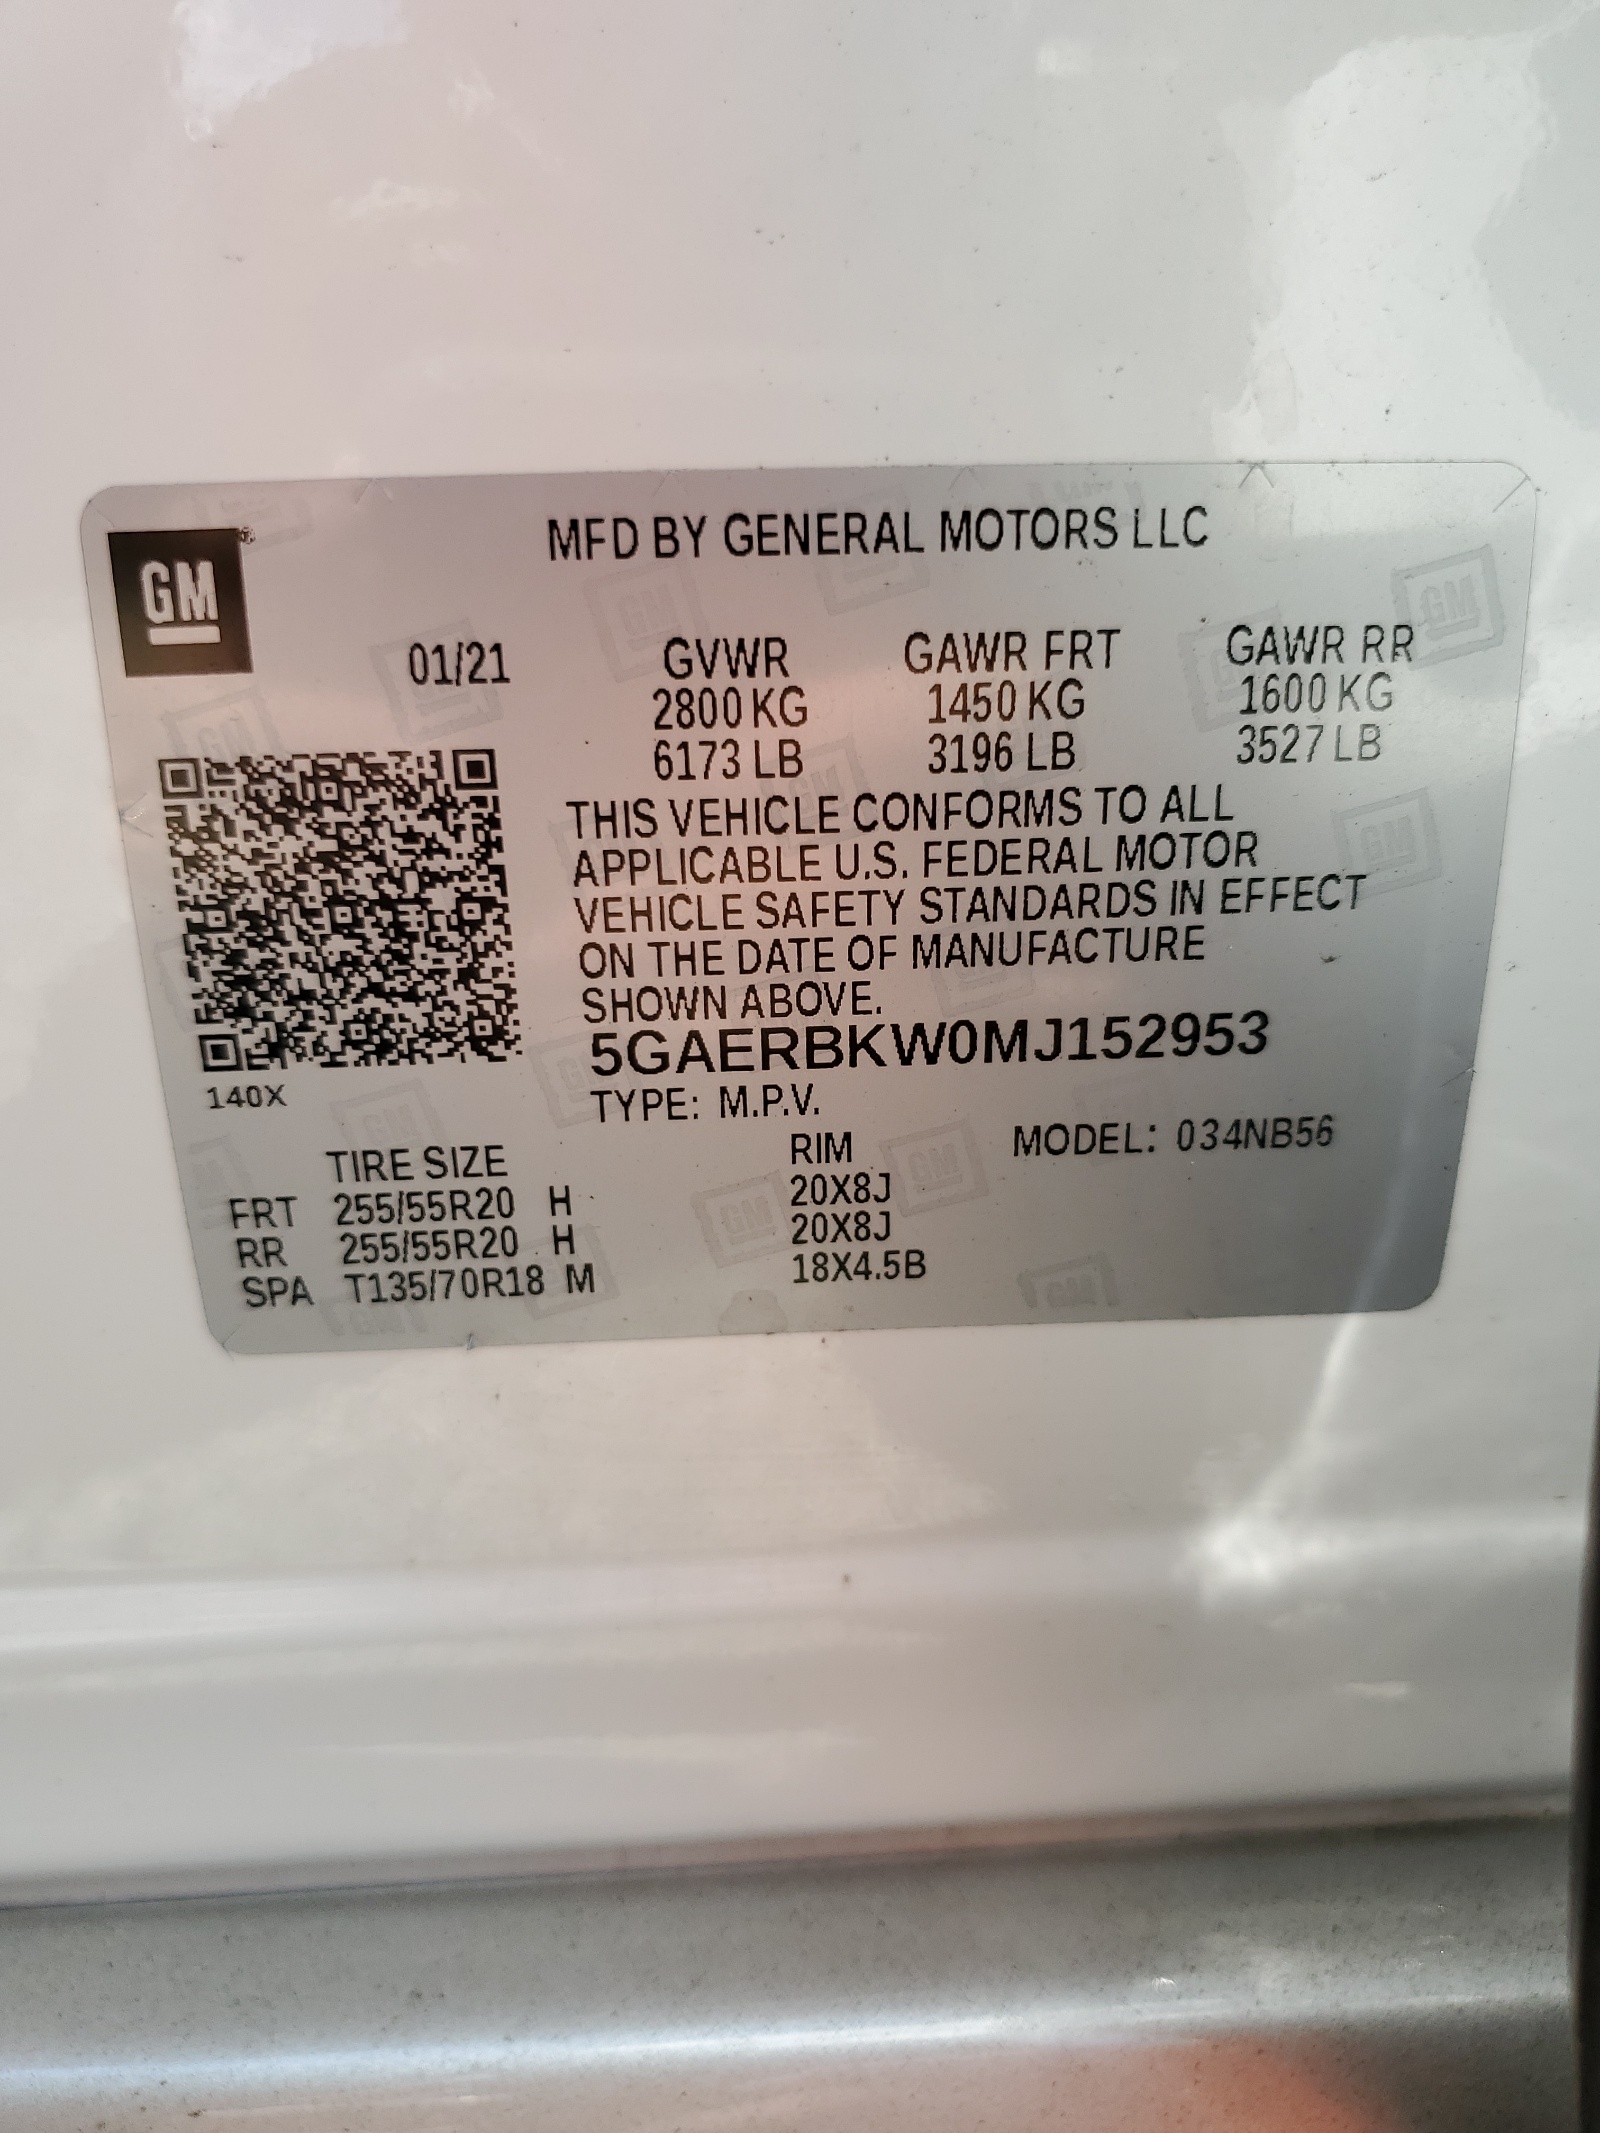 MFD BY GENERAL MOTORS LLC
GM
01/21 GVWR GAWR FRT GAWR RR
2800 KG 1450 KG 1600 KG
6173 LB 3196 LB 3527 LB
THIS VEHICLE CONFORMS TO ALL
APPLICABLE U.S. FEDERAL MOTOR
VEHICLE SAFETY STANDARDS IN EFFECT
ON THE DATE OF MANUFACTURE
SHOWN ABOVE.
5GAERBKW0MJ152953
140X
TYPE: M.P.V.
TIRE SIZE RIM MODEL: 034NB56
FRT 255/55R20 H 20X8J
RR 255/55R20 H 20X8J
SPA T135/70R18 M 18X4.5B